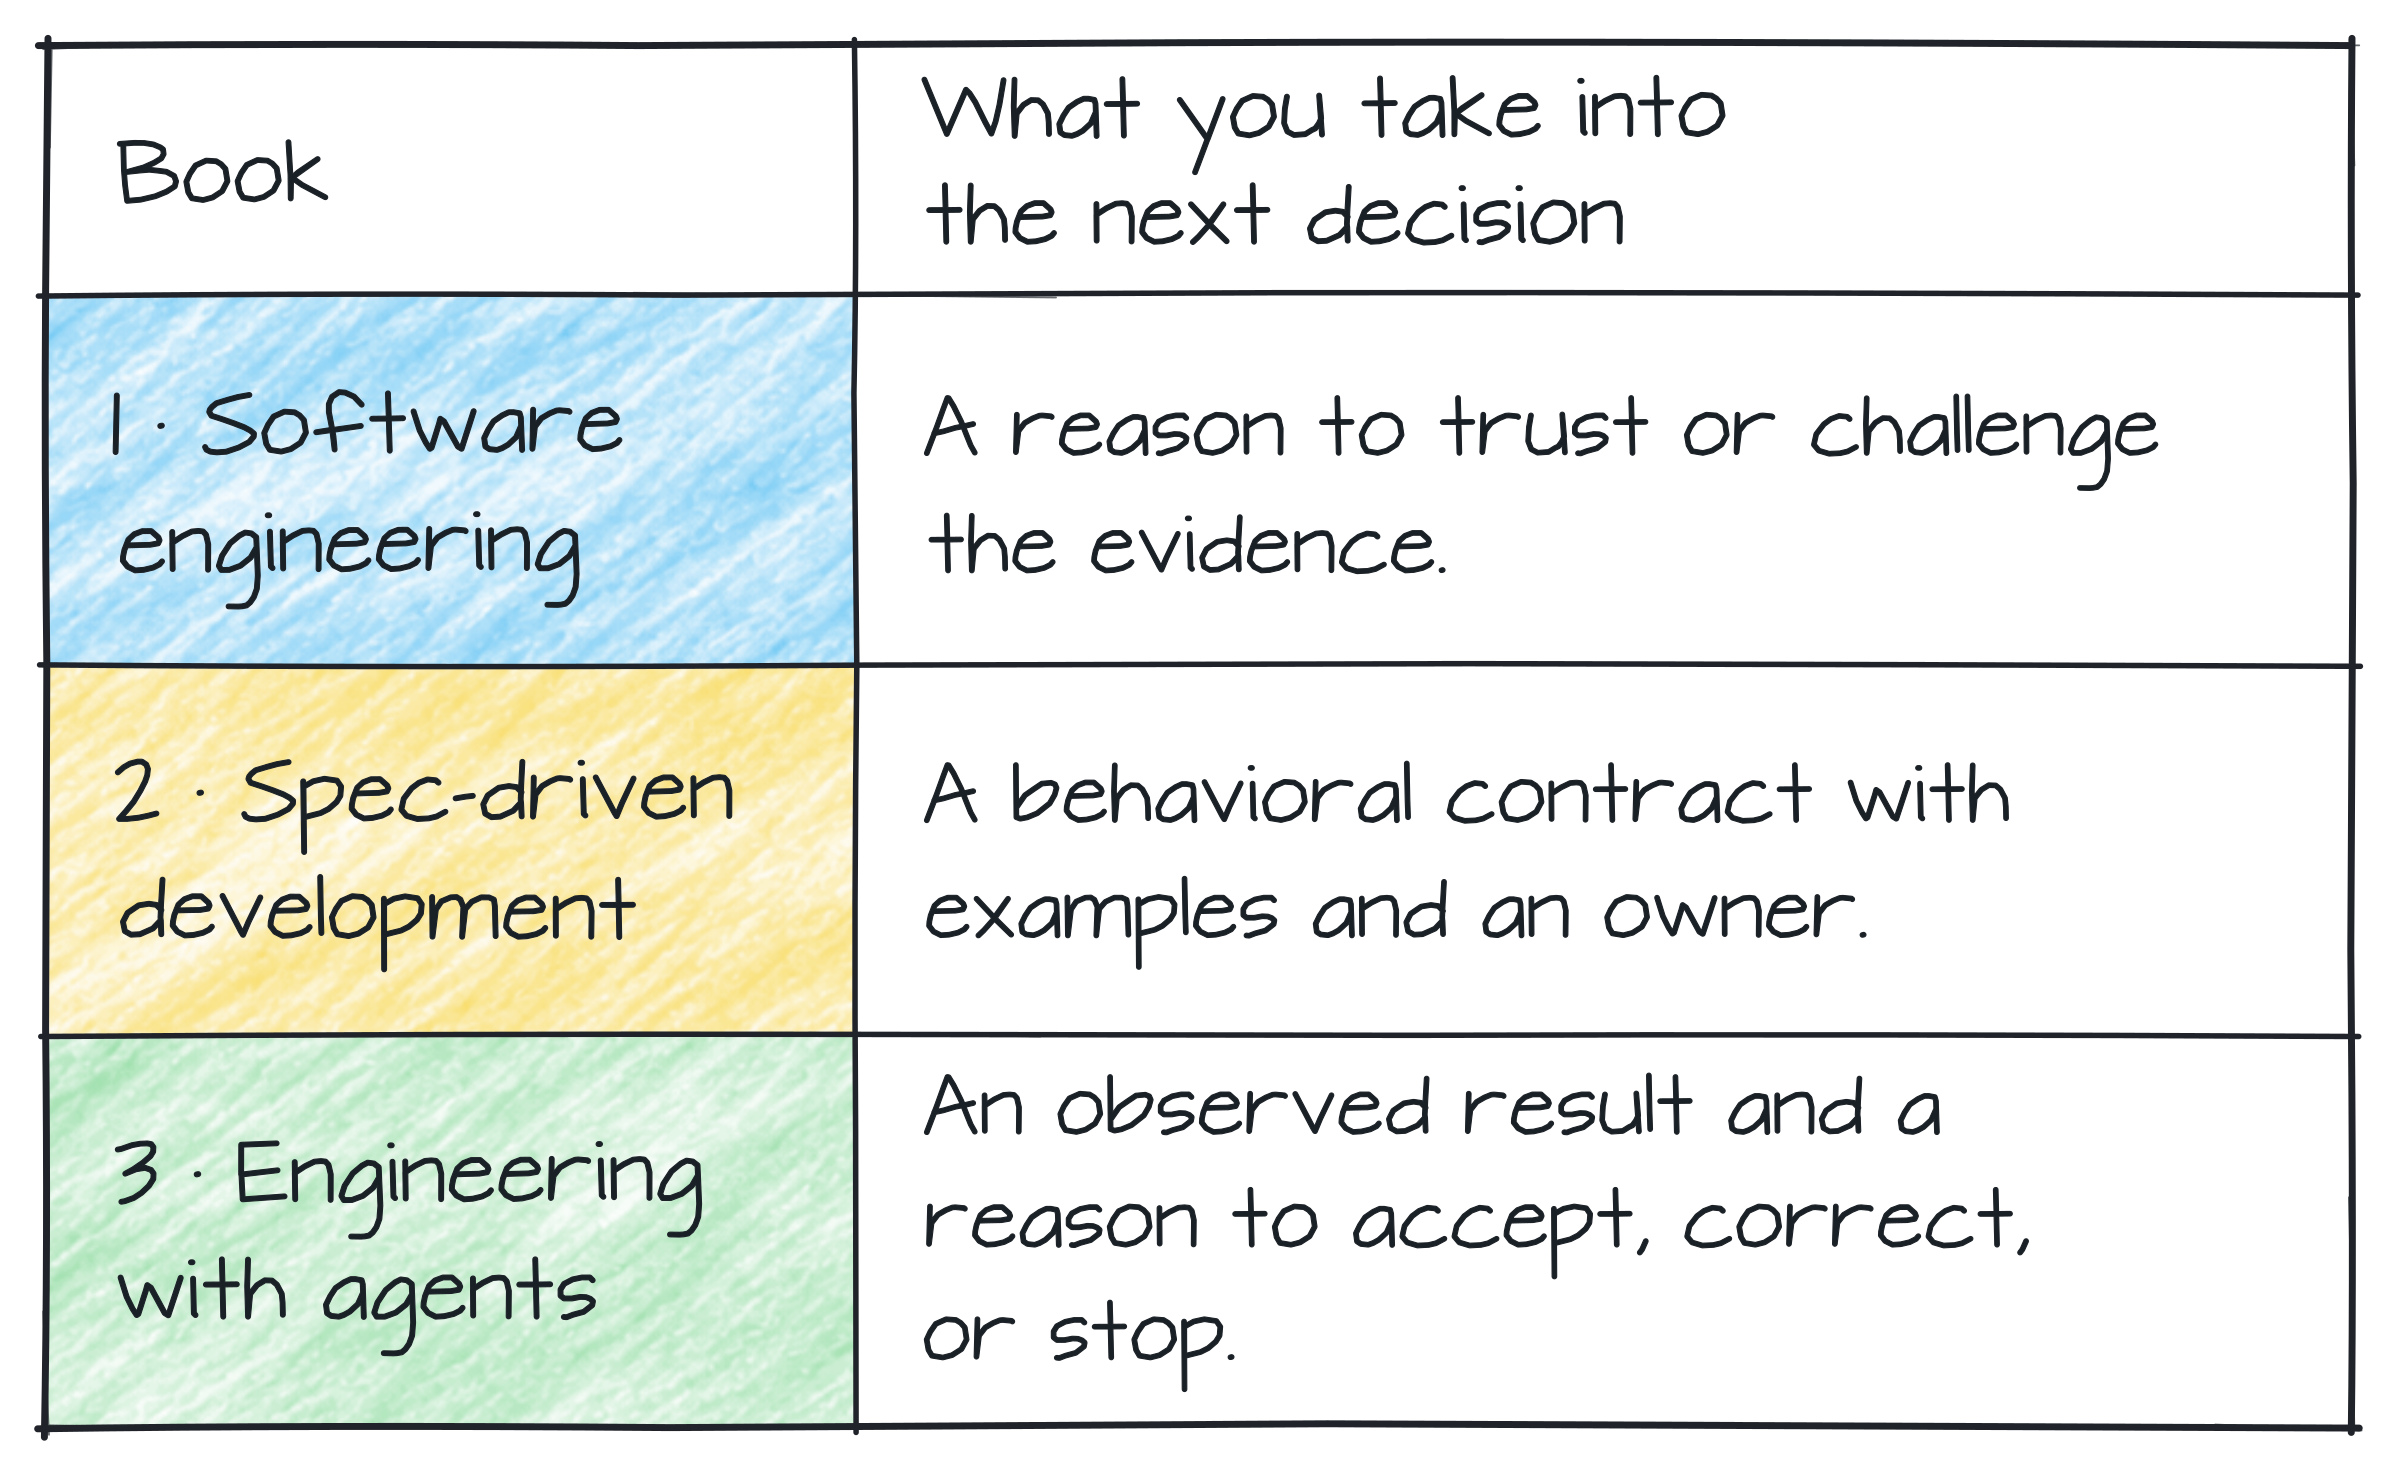 Book
What you take into
the next decision
1 · Software
engineering
A reason to trust or challenge
the evidence.
2 · Spec-driven
development
A behavioral contract with
examples and an owner.
3 · Engineering
with agents
An observed result and a
reason to accept, correct,
or stop.